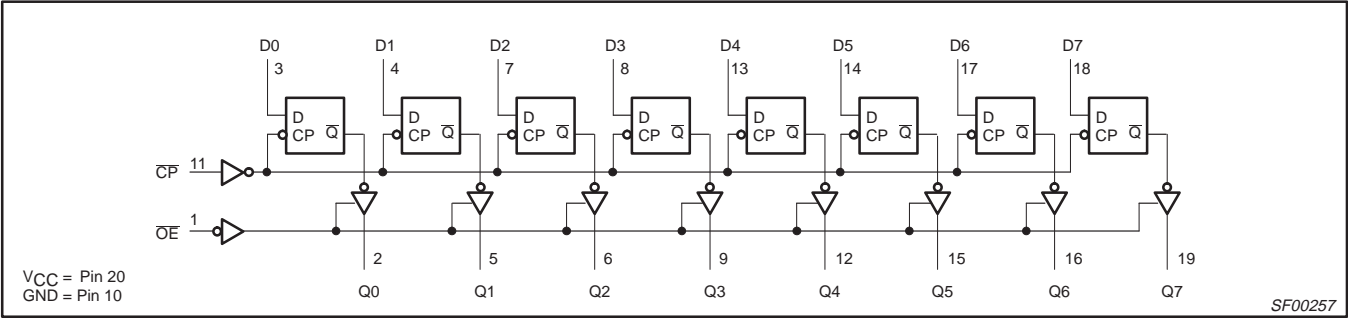 D0 D1 D2 D3 D4 D5 D6 D7
3 4 7 8 13 14 17 18
D D D D D D D D
CP Q̅ CP Q̅ CP Q̅ CP Q̅ CP Q̅ CP Q̅ CP Q̅ CP Q̅
C̅P̅ 11
O̅E̅ 1
2 5 6 9 12 15 16 19
Q0 Q1 Q2 Q3 Q4 Q5 Q6 Q7
VCC = Pin 20
GND = Pin 10
SF00257